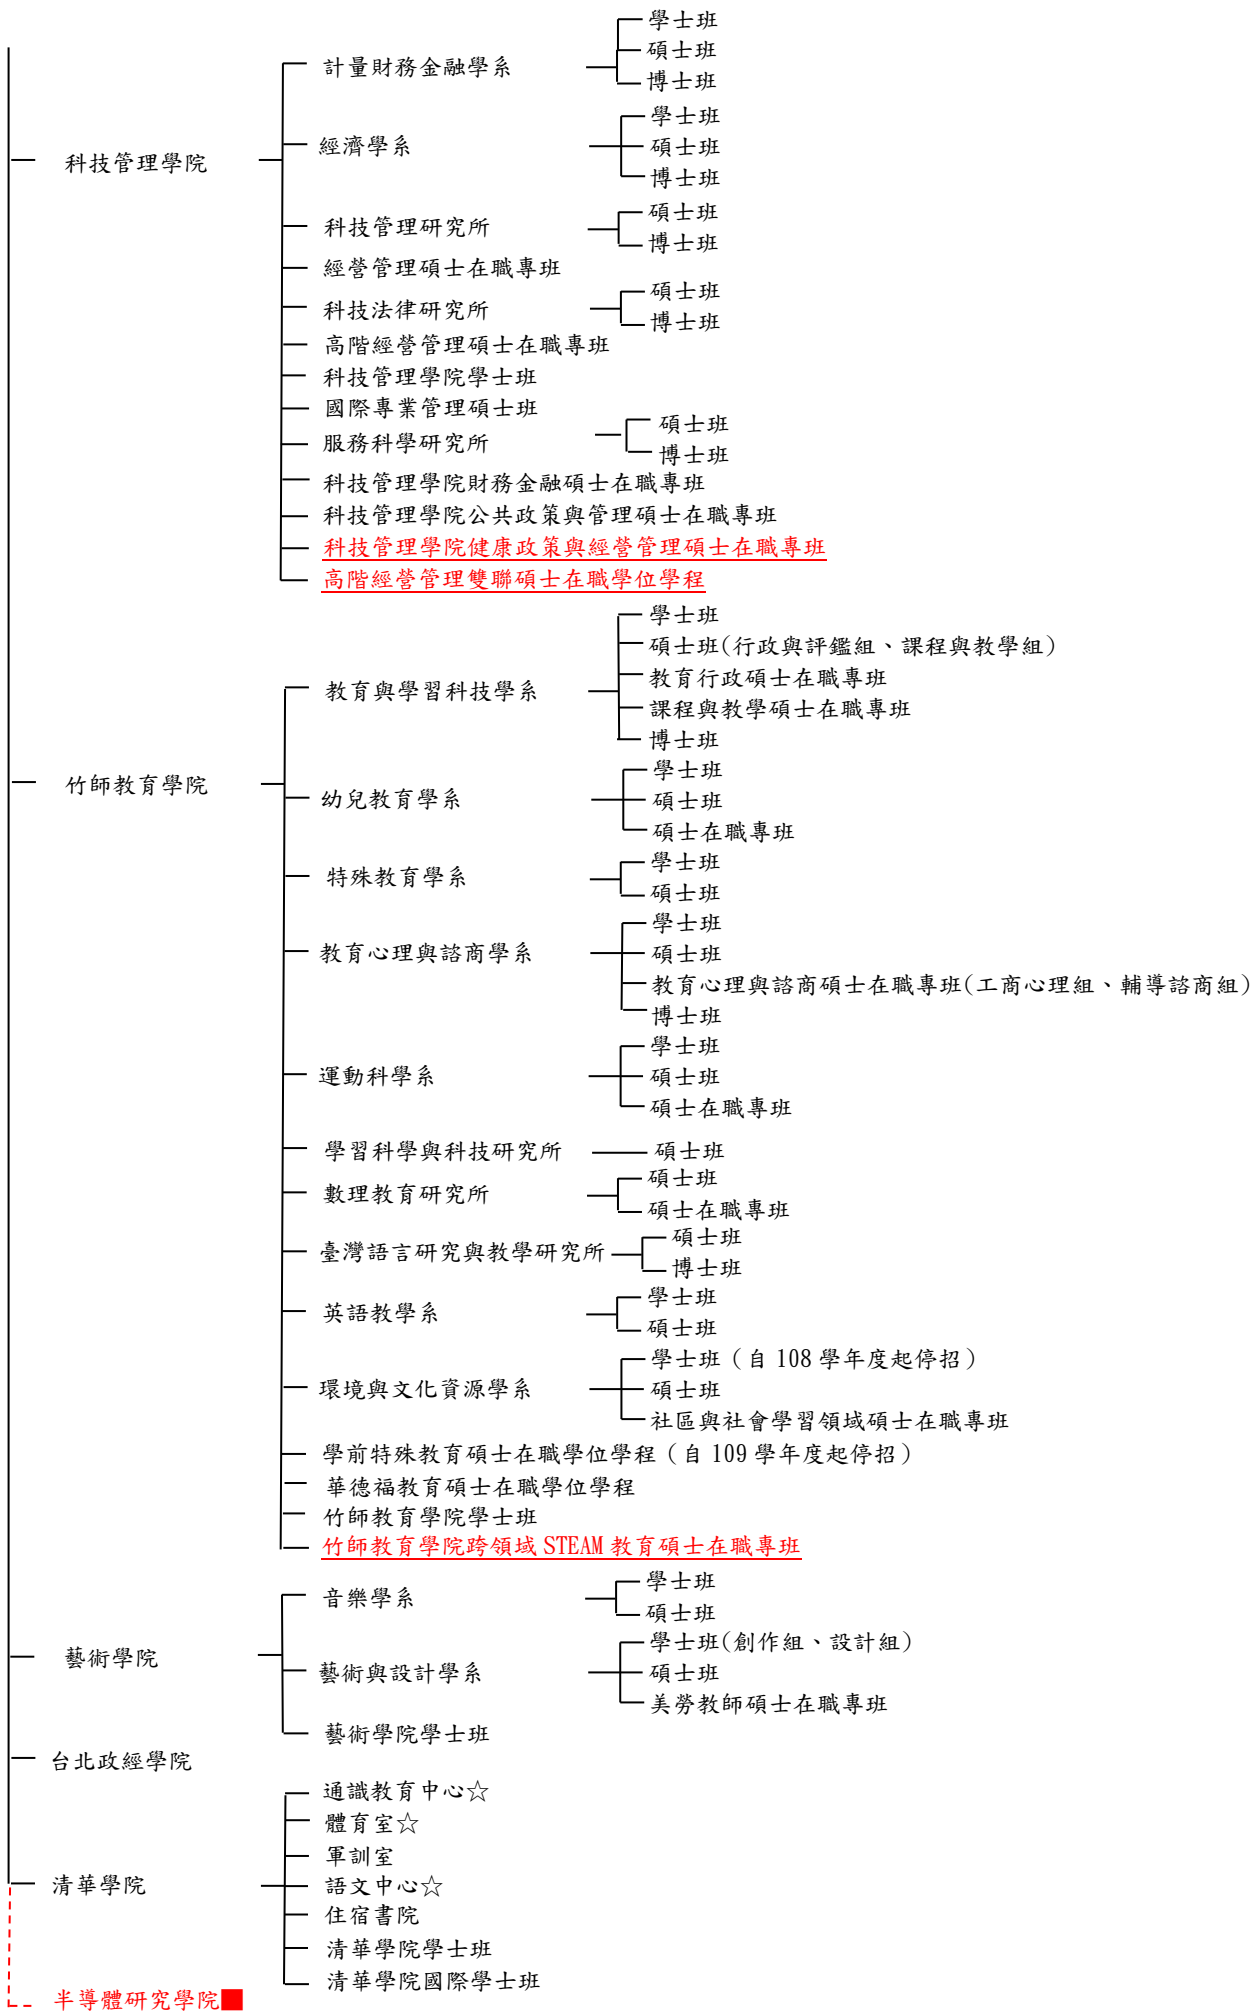 科技管理學院
計量財務金融學系
學士班
碩士班
博士班
經濟學系
學士班
碩士班
博士班
科技管理研究所
碩士班
博士班
經營管理碩士在職專班
科技法律研究所
碩士班
博士班
高階經營管理碩士在職專班
科技管理學院學士班
國際專業管理碩士班
服務科學研究所
碩士班
博士班
科技管理學院財務金融碩士在職專班
科技管理學院公共政策與管理碩士在職專班
科技管理學院健康政策與經營管理碩士在職專班
高階經營管理雙聯碩士在職學位學程
竹師教育學院
教育與學習科技學系
學士班
碩士班(行政與評鑑組、課程與教學組)
教育行政碩士在職專班
課程與教學碩士在職專班
博士班
幼兒教育學系
學士班
碩士班
碩士在職專班
特殊教育學系
學士班
碩士班
教育心理與諮商學系
學士班
碩士班
教育心理與諮商碩士在職專班(工商心理組、輔導諮商組)
博士班
運動科學系
學士班
碩士班
碩士在職專班
學習科學與科技研究所
碩士班
數理教育研究所
碩士班
碩士在職專班
臺灣語言研究與教學研究所
碩士班
博士班
英語教學系
學士班
碩士班
環境與文化資源學系
學士班（自 108 學年度起停招）
碩士班
社區與社會學習領域碩士在職專班
學前特殊教育碩士在職學位學程（自 109 學年度起停招）
華德福教育碩士在職學位學程
竹師教育學院學士班
竹師教育學院跨領域 STEAM 教育碩士在職專班
藝術學院
音樂學系
學士班
碩士班
藝術與設計學系
學士班(創作組、設計組)
碩士班
美勞教師碩士在職專班
藝術學院學士班
台北政經學院
清華學院
通識教育中心☆
體育室☆
軍訓室
語文中心☆
住宿書院
清華學院學士班
清華學院國際學士班
半導體研究學院■